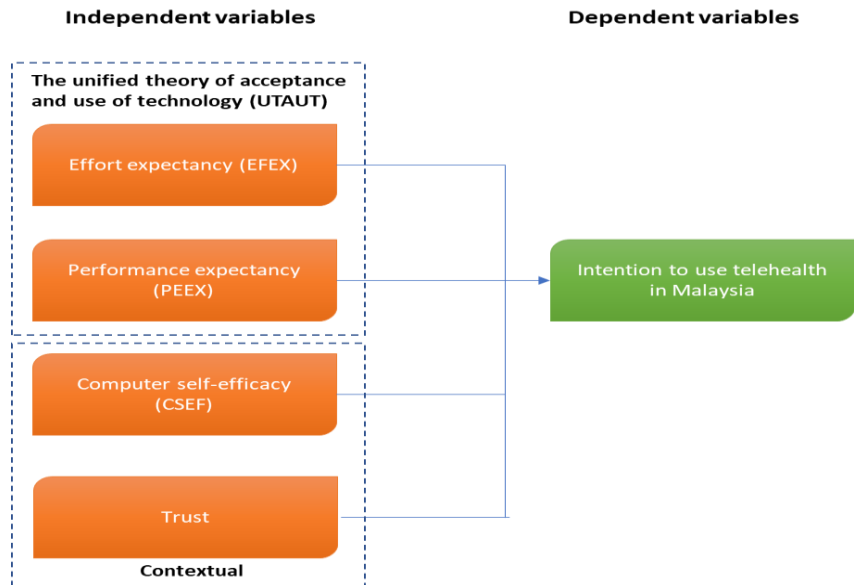 Independent variables
Dependent variables
The unified theory of acceptance
and use of technology (UTAUT)
Effort expectancy (EFEX)
Performance expectancy
(PEEX)
Intention to use telehealth
in Malaysia
Computer self-efficacy
(CSEF)
Trust
Contextual